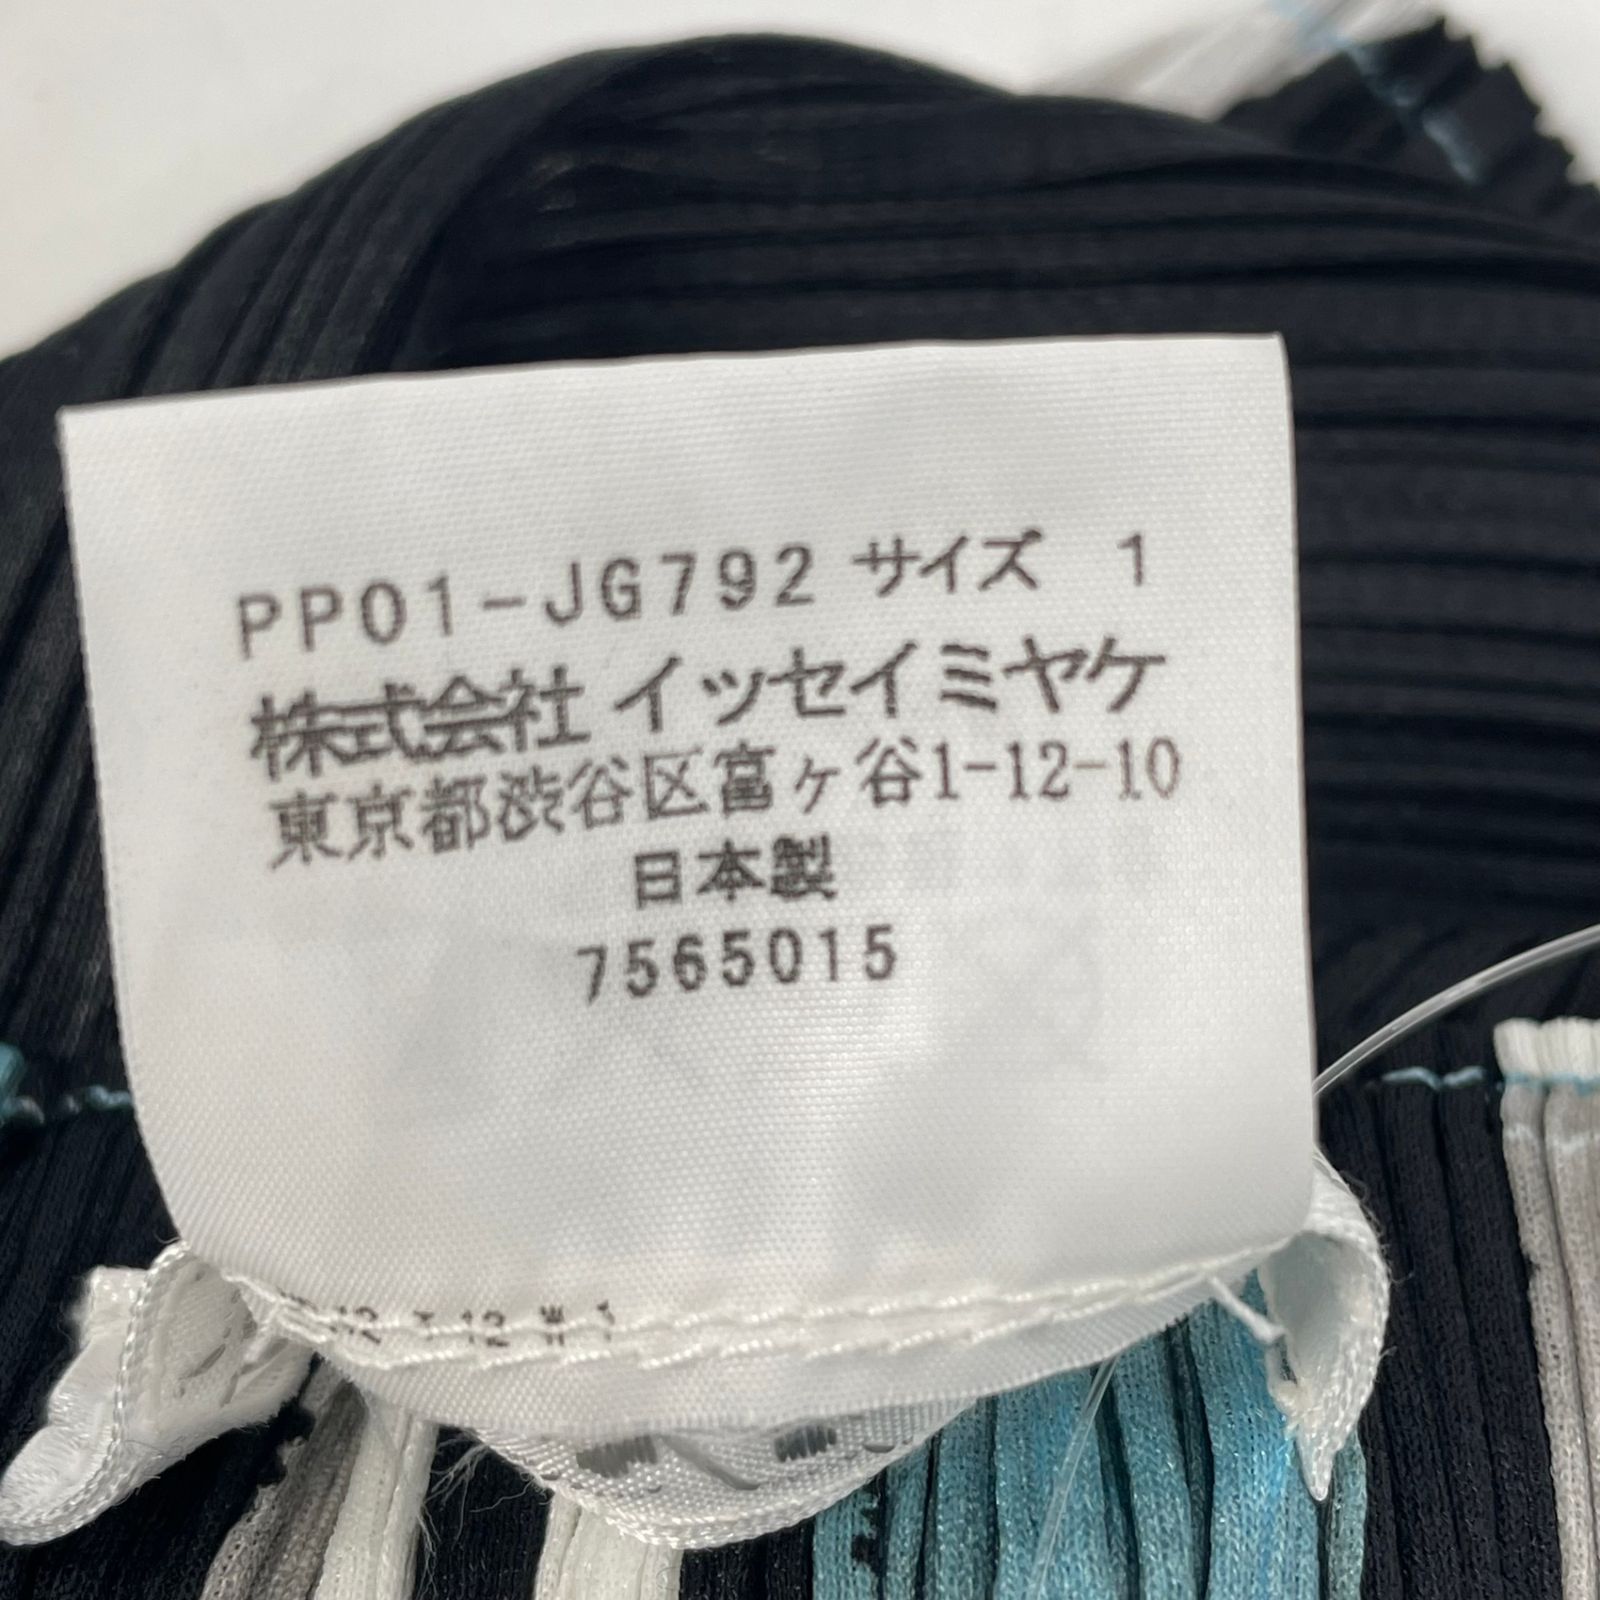 PP01-JG792 サイズ 1
株式会社 イッセイミヤケ
東京都渋谷区富ヶ谷1-12-10
日本製
7565015